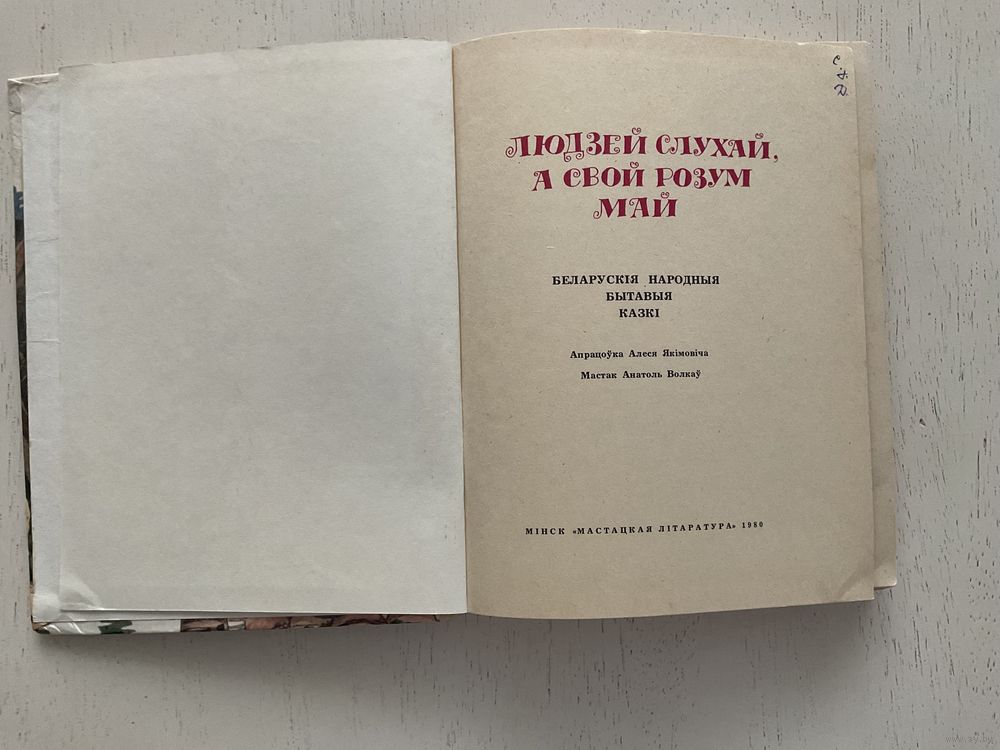 ЛЮДЗЕЙ СЛУХАЙ,
А СВОЙ РОЗУМ
МАЙ
БЕЛАРУСКІЯ НАРОДНЫЯ
БЫТАВЫЯ
КАЗКІ
Апрацоўка Алеся Якімовіча
Мастак Анатоль Волкаў
МІНСК «МАСТАЦКАЯ ЛІТАРАТУРА» 1980